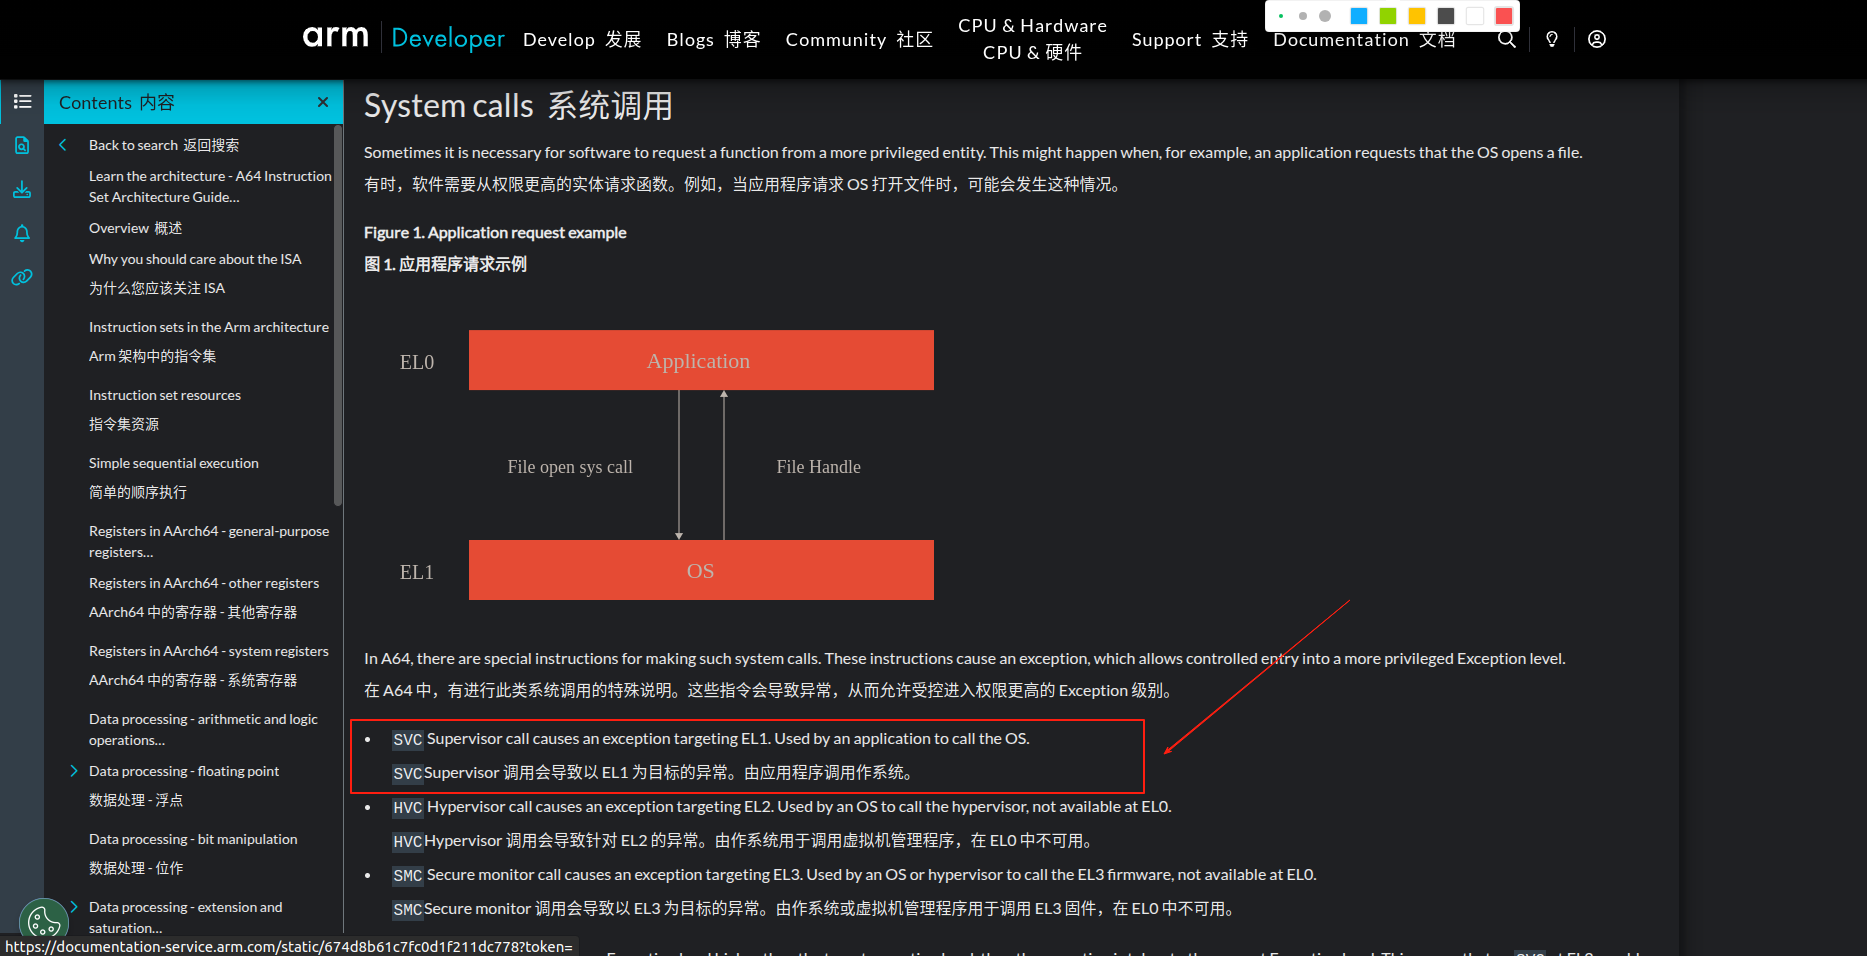 arm Developer
Develop 发展
Blogs 博客
Community 社区
CPU & Hardware
CPU & 硬件
Support 支持
Documentation 文档
Contents 内容
Back to search 返回搜索
Learn the architecture - A64 Instruction
Set Architecture Guide...
Overview 概述
Why you should care about the ISA
为什么您应该关注 ISA
Instruction sets in the Arm architecture
Arm 架构中的指令集
Instruction set resources
指令集资源
Simple sequential execution
简单的顺序执行
Registers in AArch64 - general-purpose
registers...
Registers in AArch64 - other registers
AArch64 中的寄存器 - 其他寄存器
Registers in AArch64 - system registers
AArch64 中的寄存器 - 系统寄存器
Data processing - arithmetic and logic
operations...
Data processing - floating point
数据处理 - 浮点
Data processing - bit manipulation
数据处理 - 位作
Data processing - extension and
saturation...
https://documentation-service.arm.com/static/674d8b61c7fc0d1f211dc778?token=
System calls 系统调用
Sometimes it is necessary for software to request a function from a more privileged entity. This might happen when, for example, an application requests that the OS opens a file.
有时，软件需要从权限更高的实体请求函数。例如，当应用程序请求 OS 打开文件时，可能会发生这种情况。
Figure 1. Application request example
图 1. 应用程序请求示例
EL0
Application
File open sys call
File Handle
EL1
OS
In A64, there are special instructions for making such system calls. These instructions cause an exception, which allows controlled entry into a more privileged Exception level.
在 A64 中，有进行此类系统调用的特殊说明。这些指令会导致异常，从而允许受控进入权限更高的 Exception 级别。
• SVC Supervisor call causes an exception targeting EL1. Used by an application to call the OS.
SVCSupervisor 调用会导致以 EL1 为目标的异常。由应用程序调用作系统。
• HVC Hypervisor call causes an exception targeting EL2. Used by an OS to call the hypervisor, not available at EL0.
HVCHypervisor 调用会导致针对 EL2 的异常。由作系统用于调用虚拟机管理程序，在 EL0 中不可用。
• SMC Secure monitor call causes an exception targeting EL3. Used by an OS or hypervisor to call the EL3 firmware, not available at EL0.
SMCSecure monitor 调用会导致以 EL3 为目标的异常。由作系统或虚拟机管理程序用于调用 EL3 固件，在 EL0 中不可用。